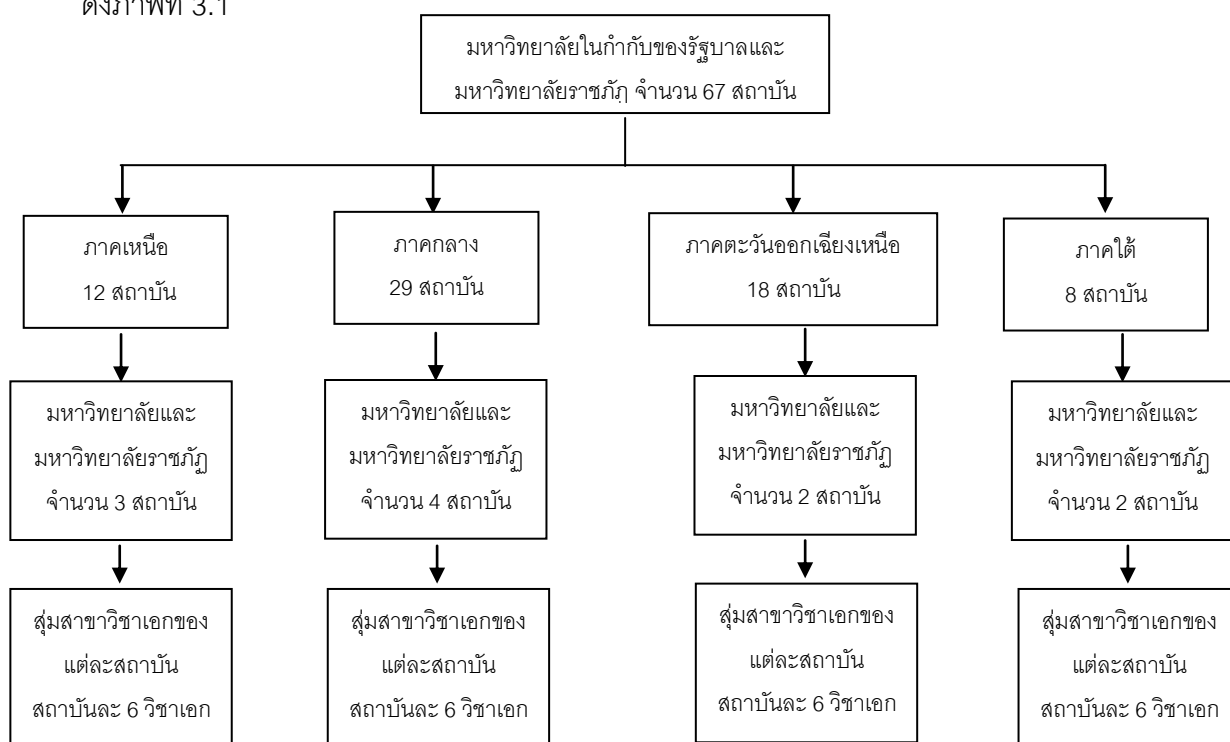 ดังภาพที่ 3.1
มหาวิทยาลัยในกำกับของรัฐบาลและ
มหาวิทยาลัยราชภัฏ จำนวน 67 สถาบัน
ภาคเหนือ
12 สถาบัน
ภาคกลาง
29 สถาบัน
ภาคตะวันออกเฉียงเหนือ
18 สถาบัน
ภาคใต้
8 สถาบัน
มหาวิทยาลัยและ
มหาวิทยาลัยราชภัฏ
จำนวน 3 สถาบัน
มหาวิทยาลัยและ
มหาวิทยาลัยราชภัฏ
จำนวน 4 สถาบัน
มหาวิทยาลัยและ
มหาวิทยาลัยราชภัฏ
จำนวน 2 สถาบัน
มหาวิทยาลัยและ
มหาวิทยาลัยราชภัฏ
จำนวน 2 สถาบัน
สุ่มสาขาวิชาเอกของ
แต่ละสถาบัน
สถาบันละ 6 วิชาเอก
สุ่มสาขาวิชาเอกของ
แต่ละสถาบัน
สถาบันละ 6 วิชาเอก
สุ่มสาขาวิชาเอกของ
แต่ละสถาบัน
สถาบันละ 6 วิชาเอก
สุ่มสาขาวิชาเอกของ
แต่ละสถาบัน
สถาบันละ 6 วิชาเอก